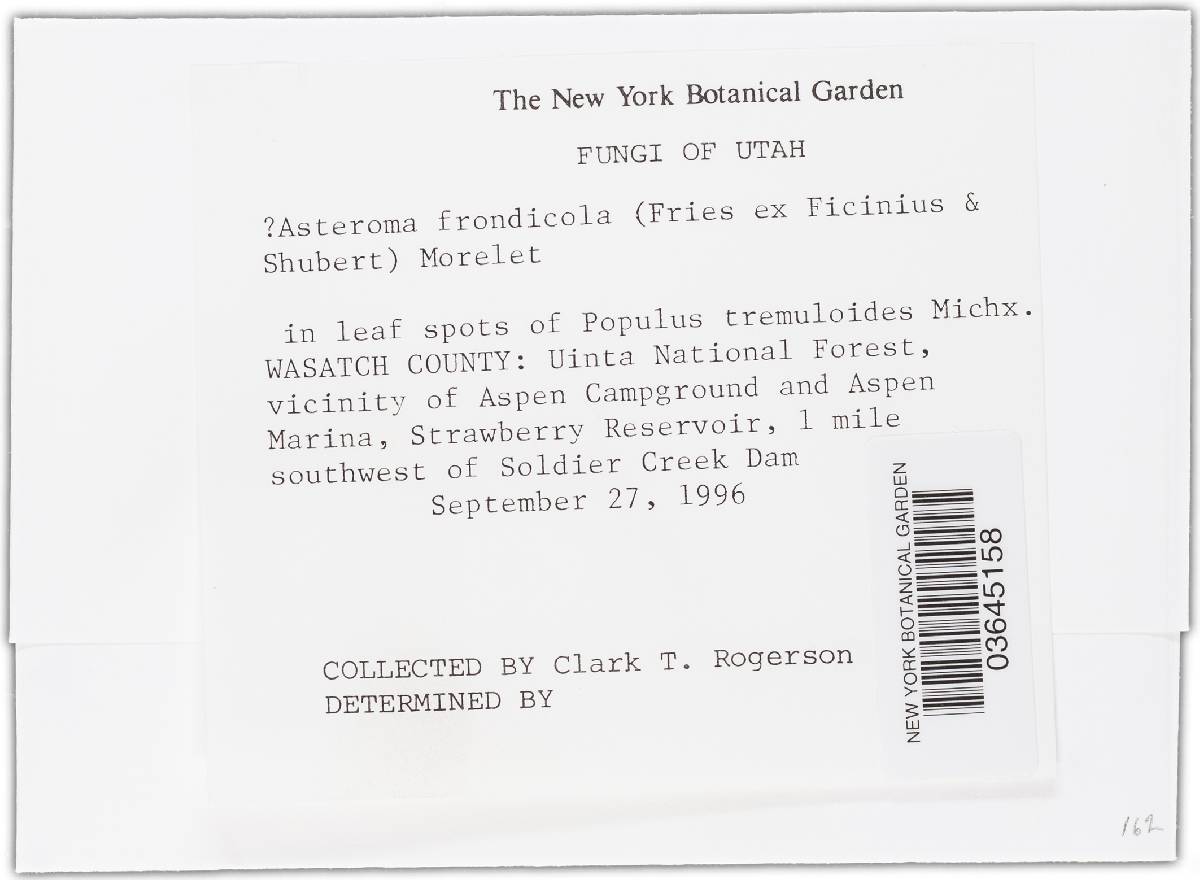 The New York Botanical Garden
FUNGI OF UTAH
?Asteroma frondicola (Fries ex Ficinius &
Shubert) Morelet
in leaf spots of Populus tremuloides Michx.
WASATCH COUNTY: Uinta National Forest,
vicinity of Aspen Campground and Aspen
Marina, Strawberry Reservoir, 1 mile
southwest of Soldier Creek Dam
September 27, 1996
COLLECTED BY Clark T. Rogerson
DETERMINED BY
NEW YORK BOTANICAL GARDEN
03645158
162